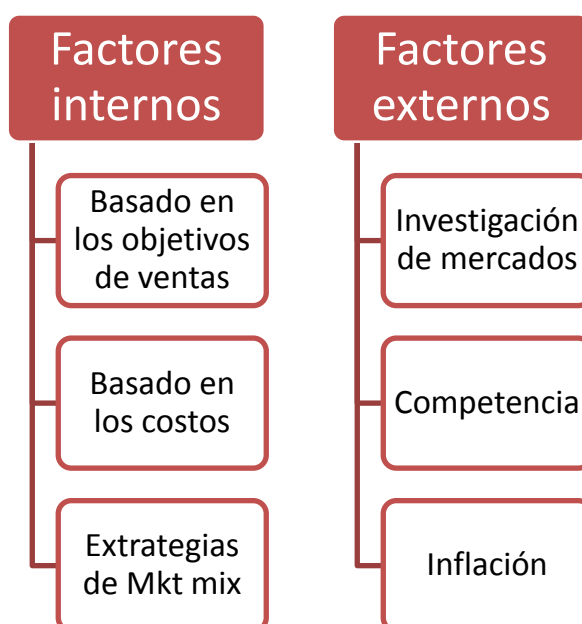 Factores
internos
Basado en
los objetivos
de ventas
Basado en
los costos
Extrategias
de Mkt mix
Factores
externos
Investigación
de mercados
Competencia
Inflación